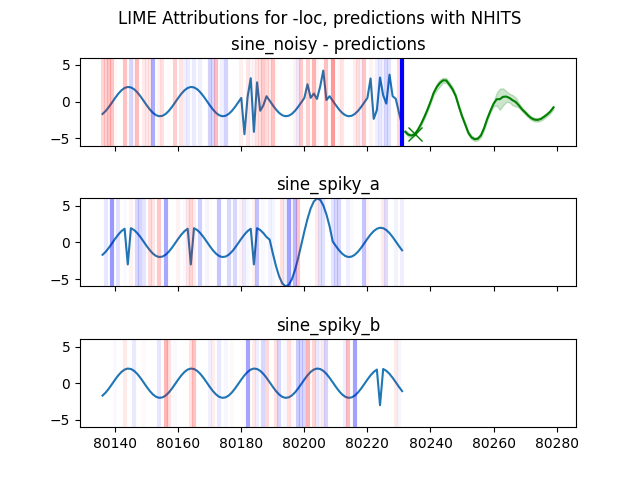 LIME Attributions for -loc, predictions with NHITS
sine_noisy - predictions
5
0
−5
sine_spiky_a
5
0
−5
sine_spiky_b
5
0
−5
80140 80160 80180 80200 80220 80240 80260 80280